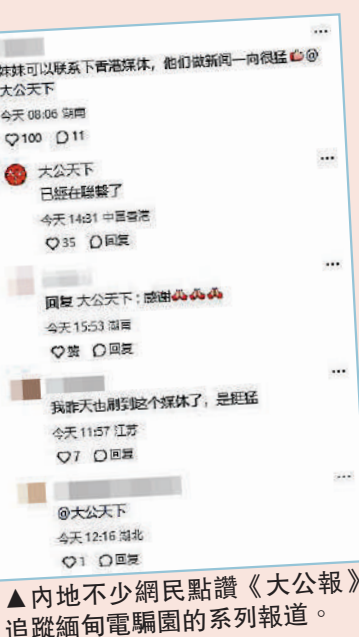 妹妹可以联系下香港媒体，他们做新闻一向很猛👍@
大公天下
今天 08:06 湖南
100 11
大公天下
已經在聯繫了
今天 14:31 中国香港
35 回复
回复 大公天下：感谢🙏🙏🙏
今天 15:53 湖南
赞 回复
我昨天也刷到这个媒体了，是挺猛
今天 11:57 江苏
7 回复
@大公天下
今天 12:16 湖北
1 回复
▲內地不少網民點讚《大公報》
追蹤緬甸電騙園的系列報道。